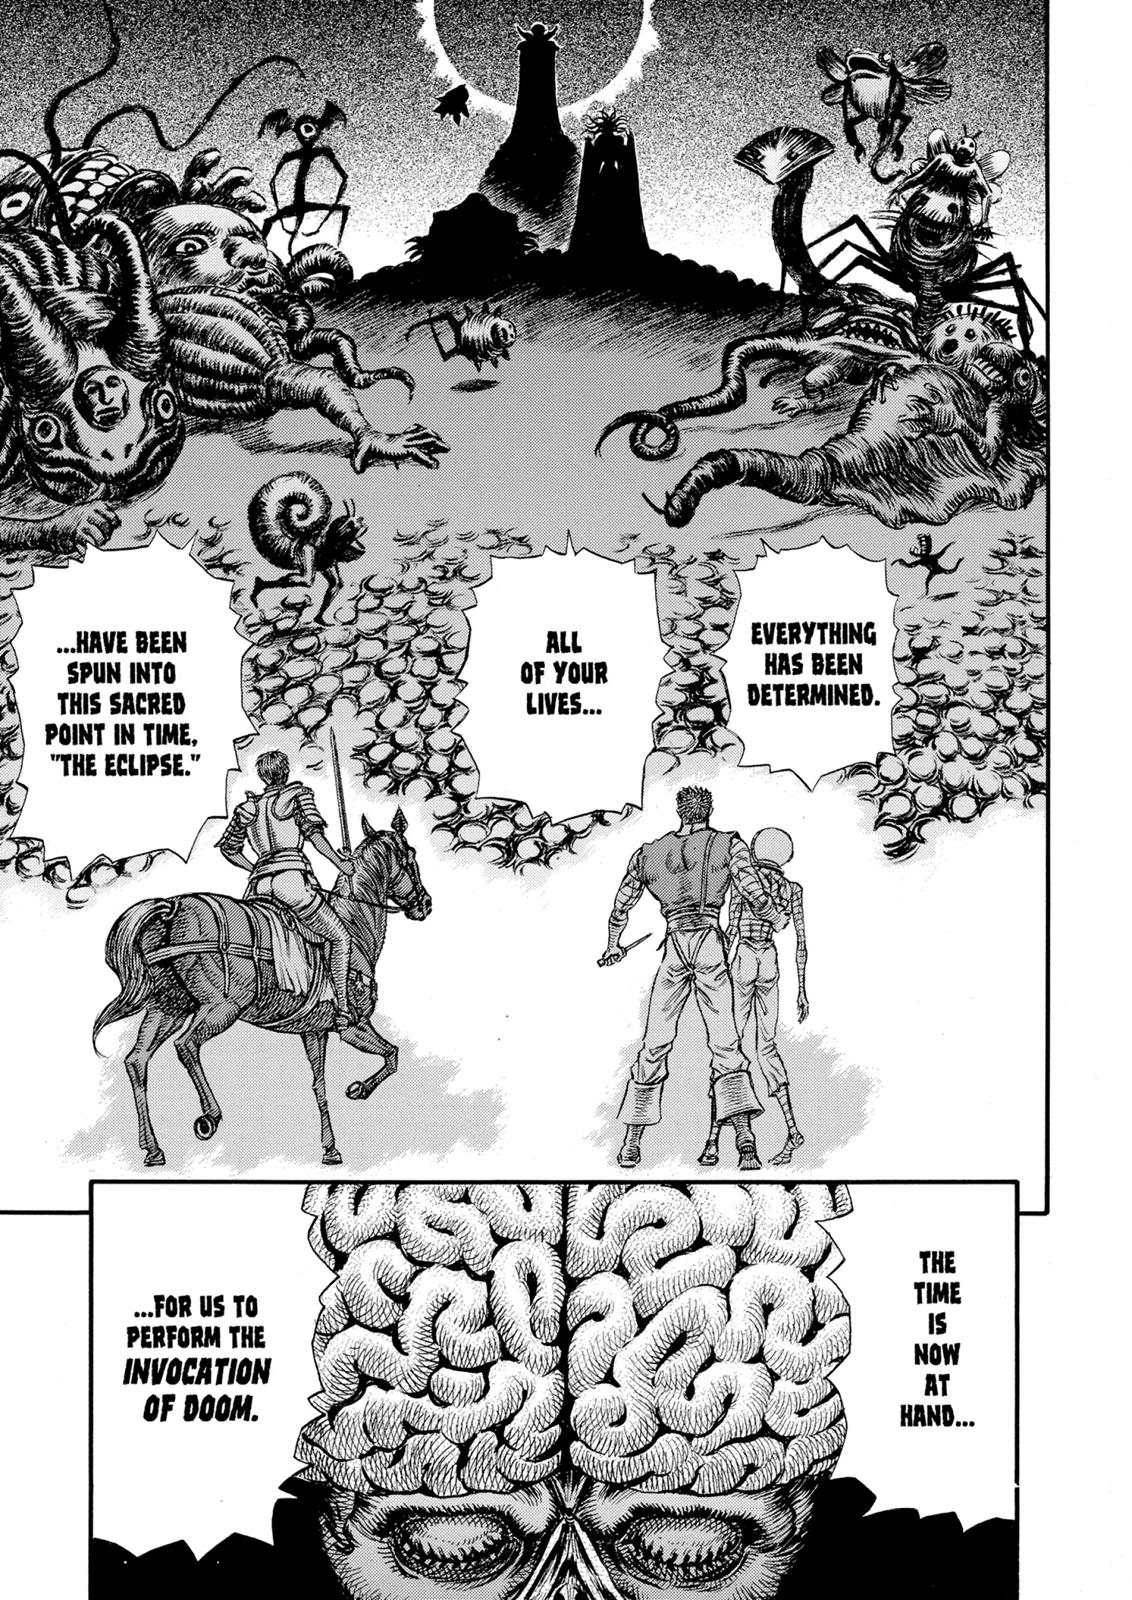 EVERYTHING
HAS BEEN
DETERMINED.
ALL
OF YOUR
LIVES...
...HAVE BEEN
SPUN INTO
THIS SACRED
POINT IN TIME,
"THE ECLIPSE."
THE
TIME
IS
NOW
AT
HAND...
...FOR US TO
PERFORM THE
INVOCATION
OF DOOM.